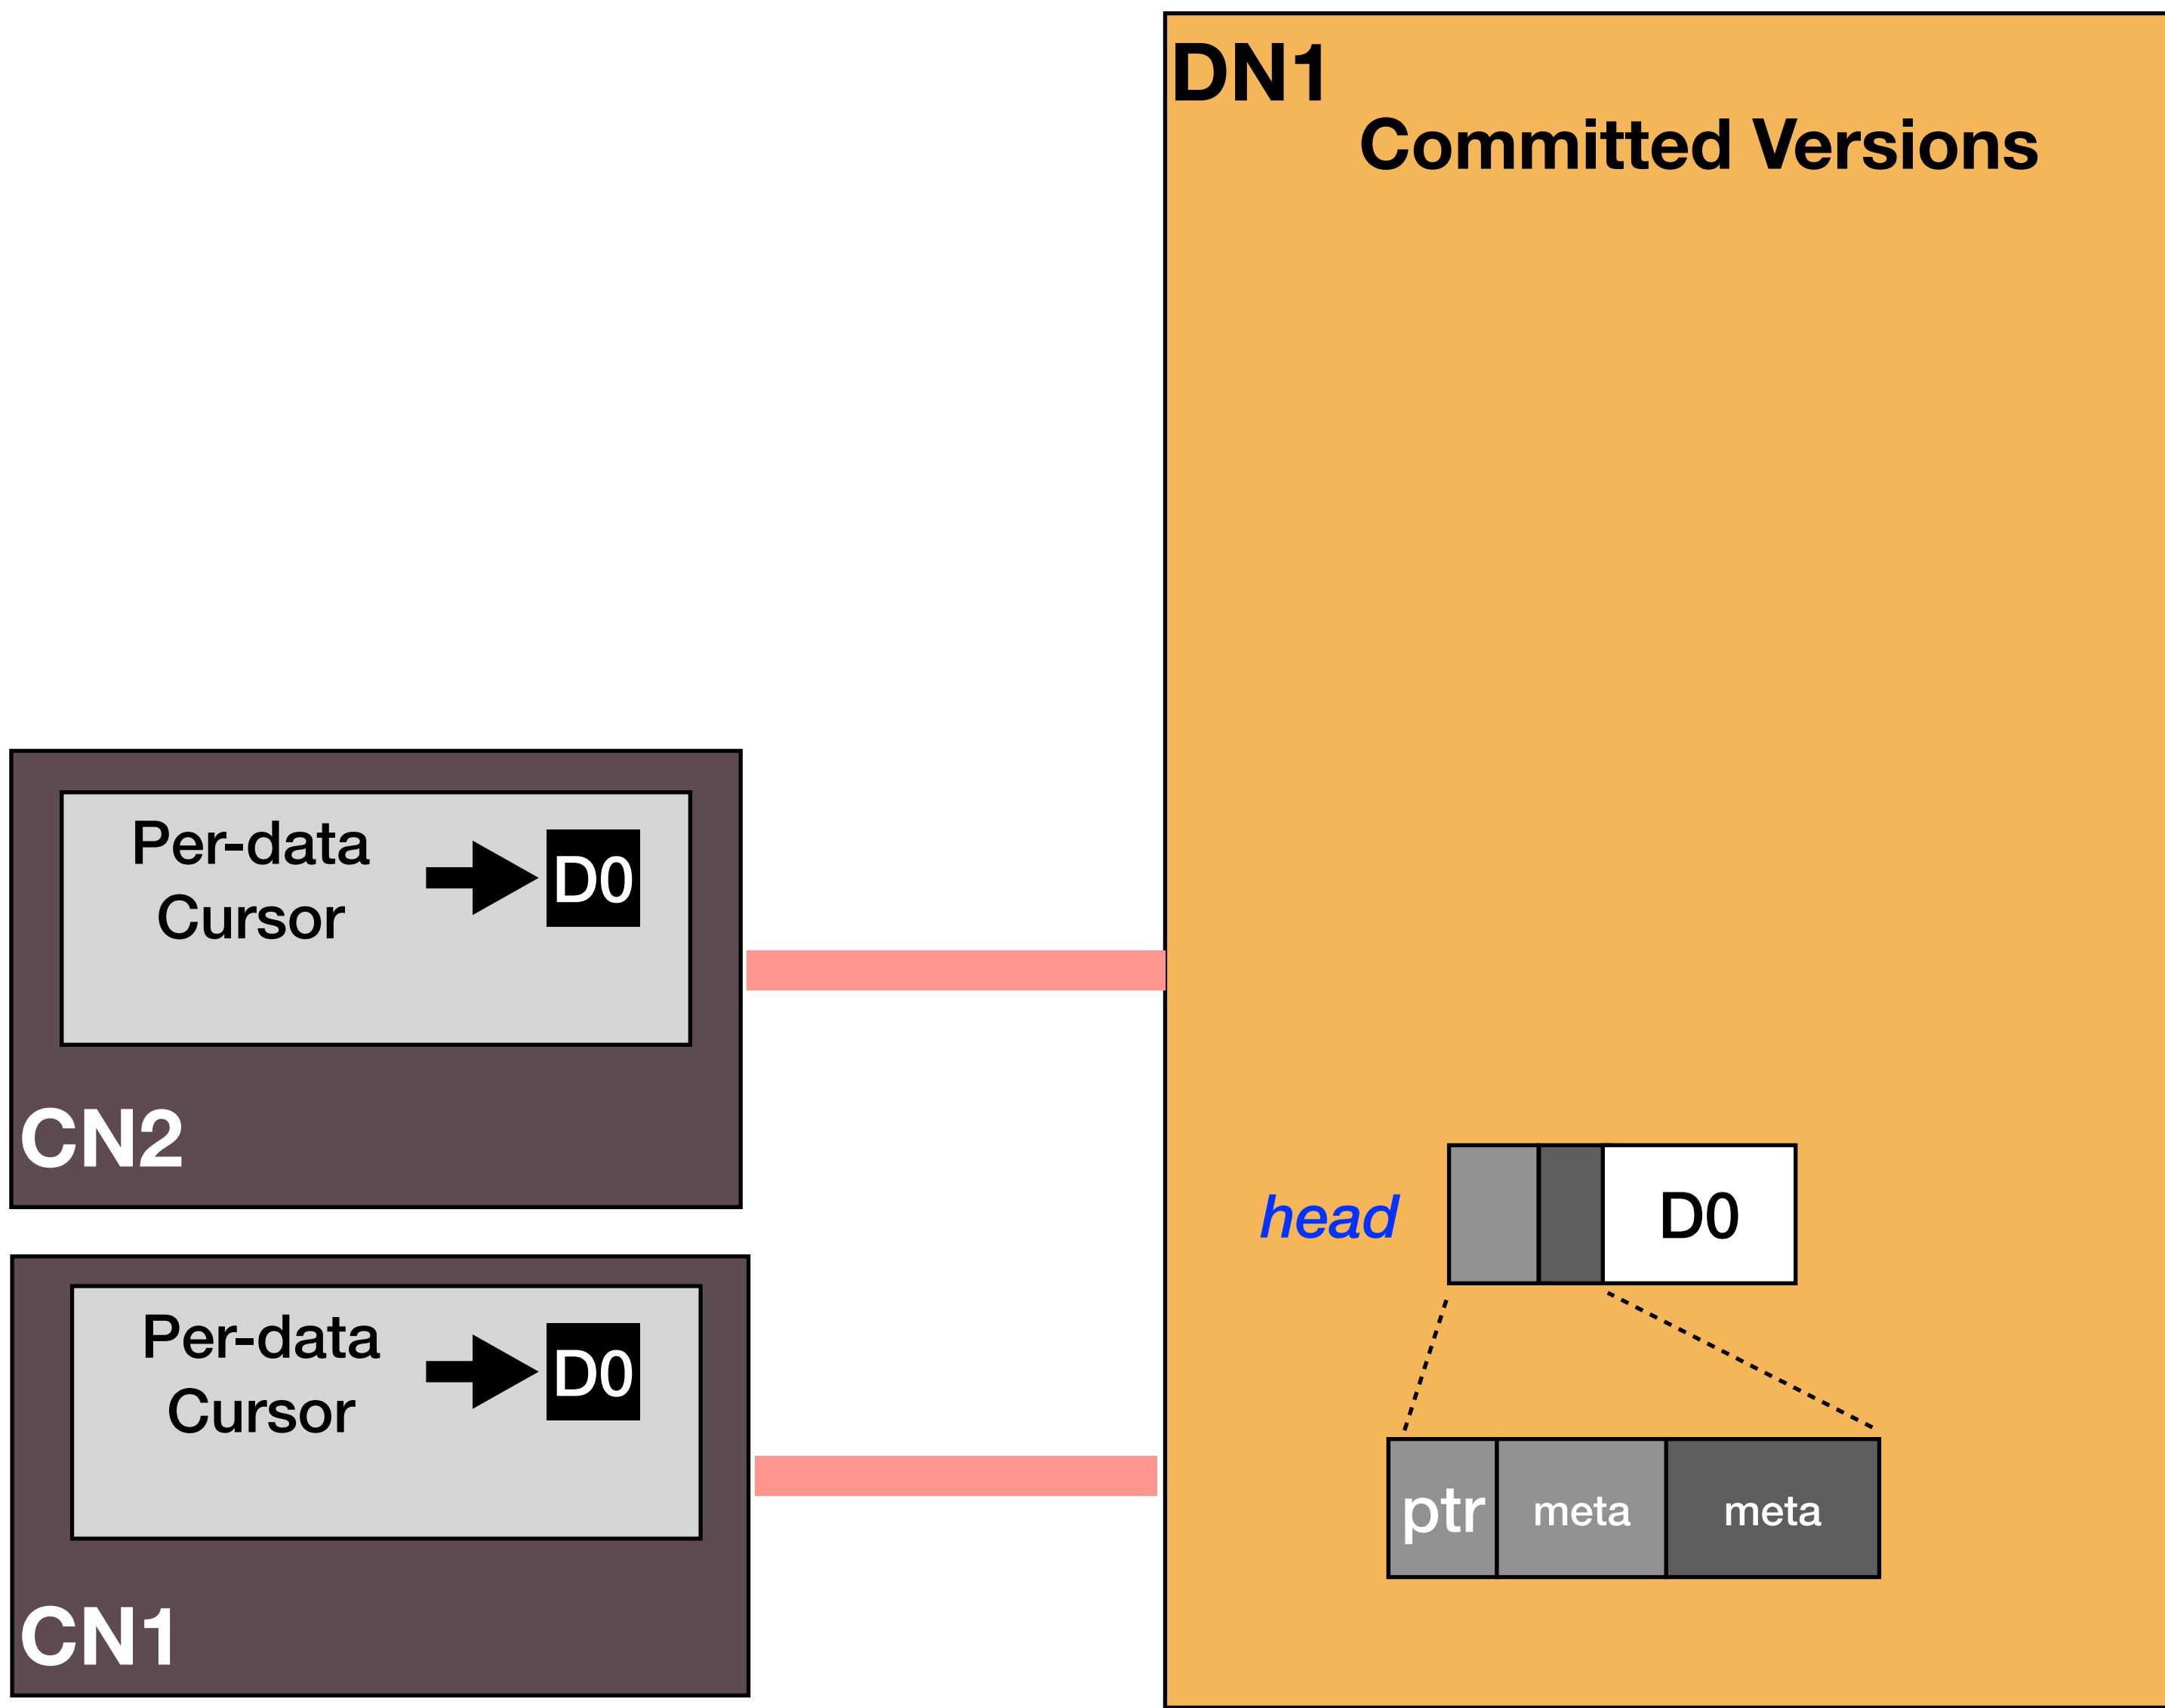 DN1
Committed Versions
Per-data
Cursor
D0
CN2
head
D0
Per-data
Cursor
D0
ptr
meta
meta
CN1